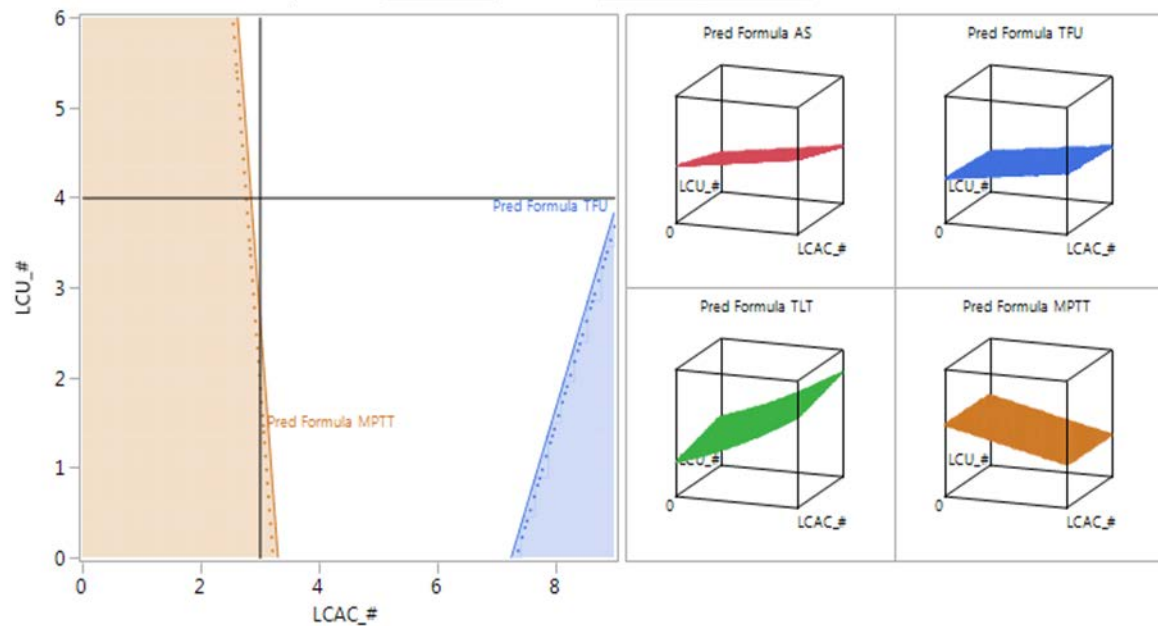 6
5
4
3
2
1
0
LCU_#
0
2
4
6
8
LCAC_#
Pred Formula TFU
Pred Formula MPTT
Pred Formula AS
LCU_#
0
LCAC_#
Pred Formula TFU
LCU_#
0
LCAC_#
Pred Formula TLT
LCU_#
0
LCAC_#
Pred Formula MPTT
LCU_#
0
LCAC_#